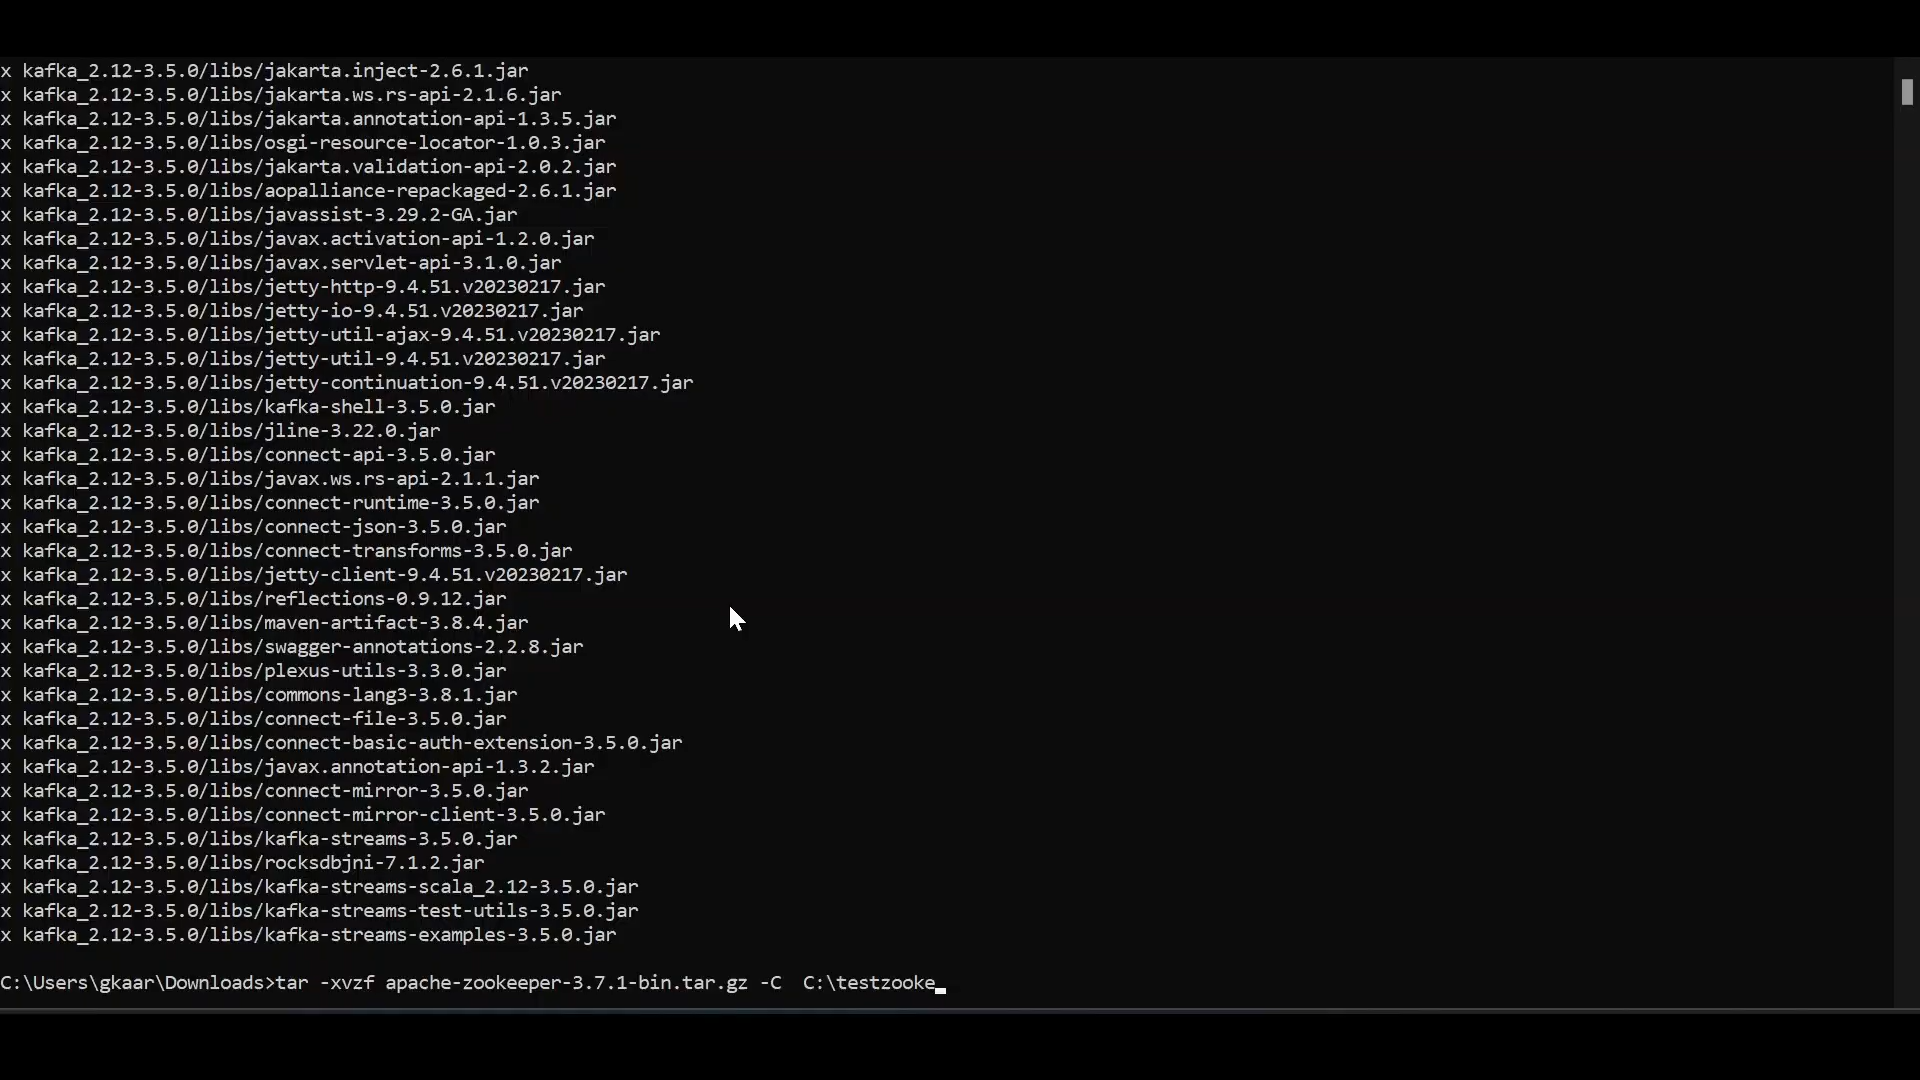 x kafka_2.12-3.5.0/libs/jakarta.inject-2.6.1.jar
x kafka_2.12-3.5.0/libs/jakarta.ws.rs-api-2.1.6.jar
x kafka_2.12-3.5.0/libs/jakarta.annotation-api-1.3.5.jar
x kafka_2.12-3.5.0/libs/osgi-resource-locator-1.0.3.jar
x kafka_2.12-3.5.0/libs/jakarta.validation-api-2.0.2.jar
x kafka_2.12-3.5.0/libs/aopalliance-repackaged-2.6.1.jar
x kafka_2.12-3.5.0/libs/javassist-3.29.2-GA.jar
x kafka_2.12-3.5.0/libs/javax.activation-api-1.2.0.jar
x kafka_2.12-3.5.0/libs/javax.servlet-api-3.1.0.jar
x kafka_2.12-3.5.0/libs/jetty-http-9.4.51.v20230217.jar
x kafka_2.12-3.5.0/libs/jetty-io-9.4.51.v20230217.jar
x kafka_2.12-3.5.0/libs/jetty-util-ajax-9.4.51.v20230217.jar
x kafka_2.12-3.5.0/libs/jetty-util-9.4.51.v20230217.jar
x kafka_2.12-3.5.0/libs/jetty-continuation-9.4.51.v20230217.jar
x kafka_2.12-3.5.0/libs/kafka-shell-3.5.0.jar
x kafka_2.12-3.5.0/libs/jline-3.22.0.jar
x kafka_2.12-3.5.0/libs/connect-api-3.5.0.jar
x kafka_2.12-3.5.0/libs/javax.ws.rs-api-2.1.1.jar
x kafka_2.12-3.5.0/libs/connect-runtime-3.5.0.jar
x kafka_2.12-3.5.0/libs/connect-json-3.5.0.jar
x kafka_2.12-3.5.0/libs/connect-transforms-3.5.0.jar
x kafka_2.12-3.5.0/libs/jetty-client-9.4.51.v20230217.jar
x kafka_2.12-3.5.0/libs/reflections-0.9.12.jar
x kafka_2.12-3.5.0/libs/maven-artifact-3.8.4.jar
x kafka_2.12-3.5.0/libs/swagger-annotations-2.2.8.jar
x kafka_2.12-3.5.0/libs/plexus-utils-3.3.0.jar
x kafka_2.12-3.5.0/libs/commons-lang3-3.8.1.jar
x kafka_2.12-3.5.0/libs/connect-file-3.5.0.jar
x kafka_2.12-3.5.0/libs/connect-basic-auth-extension-3.5.0.jar
x kafka_2.12-3.5.0/libs/javax.annotation-api-1.3.2.jar
x kafka_2.12-3.5.0/libs/connect-mirror-3.5.0.jar
x kafka_2.12-3.5.0/libs/connect-mirror-client-3.5.0.jar
x kafka_2.12-3.5.0/libs/kafka-streams-3.5.0.jar
x kafka_2.12-3.5.0/libs/rocksdbjni-7.1.2.jar
x kafka_2.12-3.5.0/libs/kafka-streams-scala_2.12-3.5.0.jar
x kafka_2.12-3.5.0/libs/kafka-streams-test-utils-3.5.0.jar
x kafka_2.12-3.5.0/libs/kafka-streams-examples-3.5.0.jar
C:\Users\gkaar\Downloads>tar -xvzf apache-zookeeper-3.7.1-bin.tar.gz -C  C:\testzooke